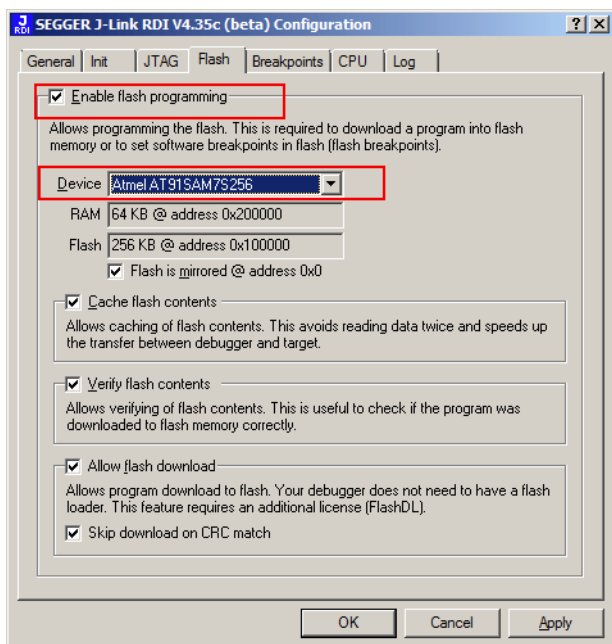 J RDI SEGGER J-Link RDI V4.35c (beta) Configuration ? X
General Init JTAG Flash Breakpoints CPU Log
Enable flash programming
Allows programming the flash. This is required to download a program into flash
memory or to set software breakpoints in flash (flash breakpoints).
Device Atmel AT91SAM7S256
RAM 64 KB @ address 0x200000
Flash 256 KB @ address 0x100000
Flash is mirrored @ address 0x0
Cache flash contents
Allows caching of flash contents. This avoids reading data twice and speeds up
the transfer between debugger and target.
Verify flash contents
Allows verifying of flash contents. This is useful to check if the program was
downloaded to flash memory correctly.
Allow flash download
Allows program download to flash. Your debugger does not need to have a flash
loader. This feature requires an additional license (FlashDL).
Skip download on CRC match
OK Cancel Apply